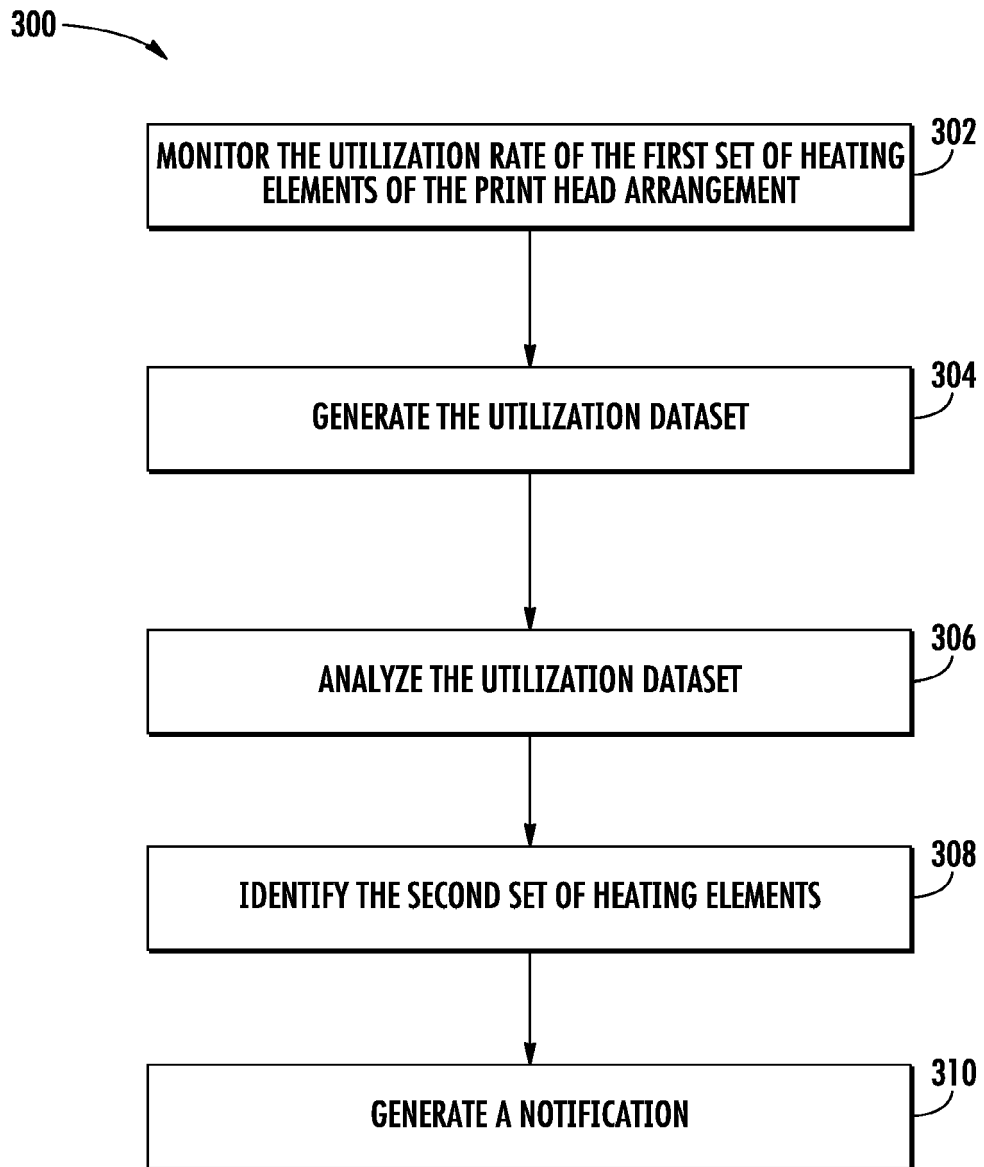 300
302
MONITOR THE UTILIZATION RATE OF THE FIRST SET OF HEATING
ELEMENTS OF THE PRINT HEAD ARRANGEMENT
304
GENERATE THE UTILIZATION DATASET
306
ANALYZE THE UTILIZATION DATASET
308
IDENTIFY THE SECOND SET OF HEATING ELEMENTS
310
GENERATE A NOTIFICATION